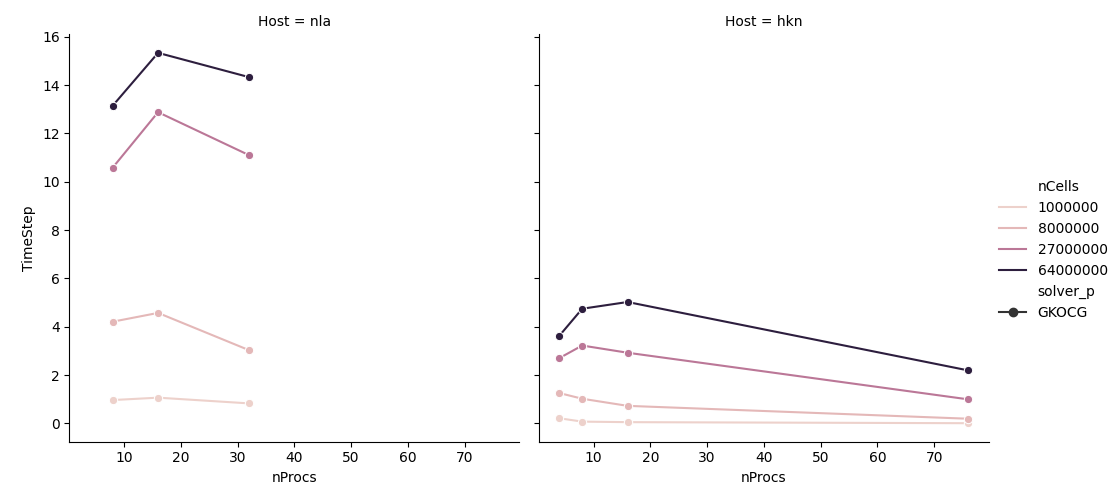 Host = nla
Host = hkn
16
14
12
10
8
6
4
2
0
TimeStep
10 20 30 40 50 60 70
10 20 30 40 50 60 70
nProcs
nProcs
nCells
1000000
8000000
27000000
64000000
solver_p
GKOCG